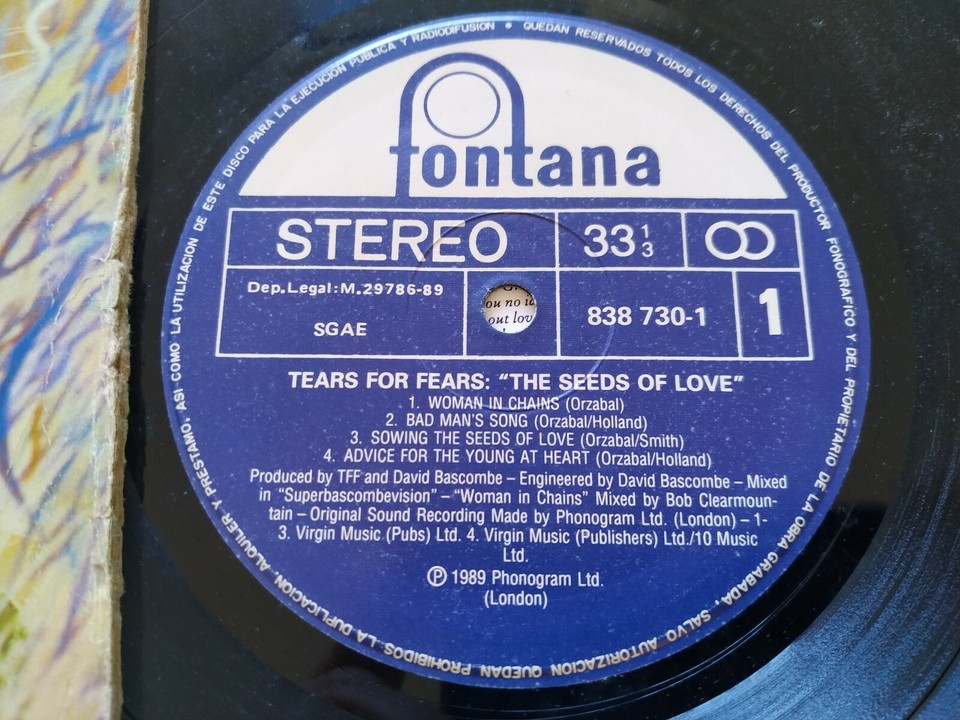 QUEDAN RESERVADOS TODOS LOS DERECHOS DEL PRODUCTOR FONOGRAFICO Y DEL PROPIETARIO DE LA OBRA GRABADA. SALVO AUTORIZACION QUEDAN PROHIBIDOS LA DUPLICACION, ALQUILER Y PRESTAMO, ASI COMO LA UTILIZACION DE ESTE DISCO PARA LA EJECUCION PUBLICA Y RADIODIFUSION •
fontana
STEREO
33 1/3
Dep.Legal:M.29786-89
SGAE
ou no
out lov
838 730-1
1
TEARS FOR FEARS: “THE SEEDS OF LOVE”
1. WOMAN IN CHAINS (Orzabal)
2. BAD MAN'S SONG (Orzabal/Holland)
3. SOWING THE SEEDS OF LOVE (Orzabal/Smith)
4. ADVICE FOR THE YOUNG AT HEART (Orzabal/Holland)
Produced by TFF and David Bascombe – Engineered by David Bascombe – Mixed
in “Superbascombevision” – “Woman in Chains” Mixed by Bob Clearmoun-
tain – Original Sound Recording Made by Phonogram Ltd. (London) – 1-
3. Virgin Music (Pubs) Ltd. 4. Virgin Music (Publishers) Ltd./10 Music
Ltd.
℗ 1989 Phonogram Ltd.
(London)